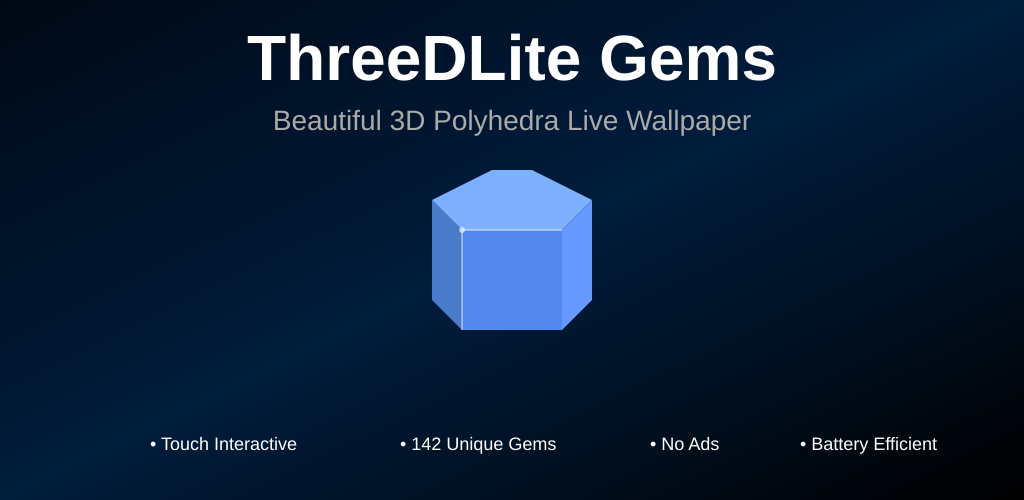 ThreeDLite Gems
Beautiful 3D Polyhedra Live Wallpaper
• Touch Interactive • 142 Unique Gems • No Ads • Battery Efficient